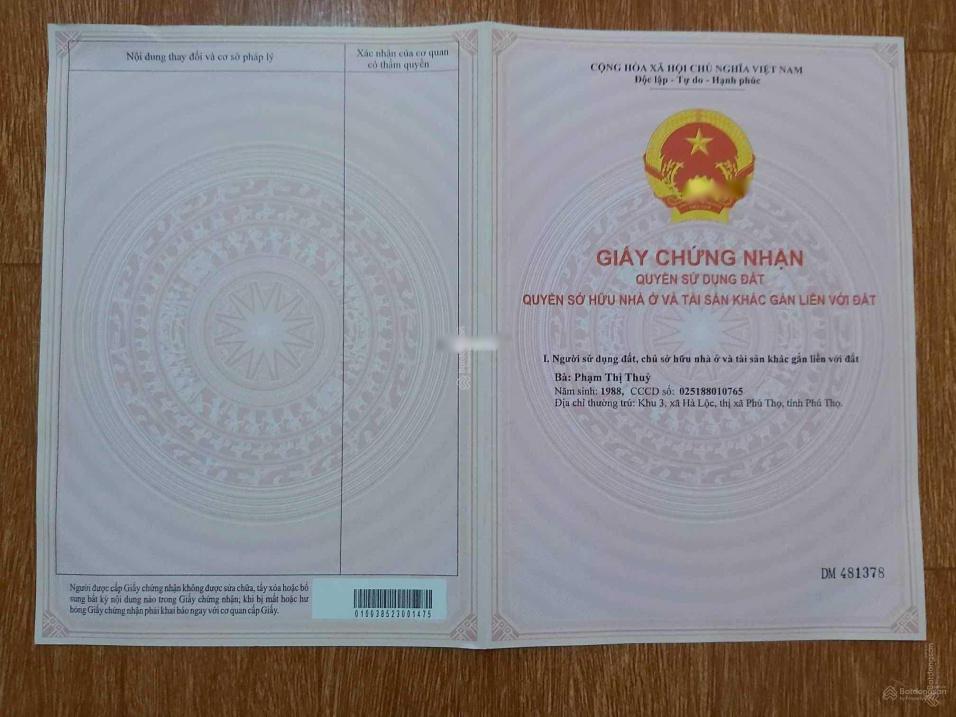 Nội dung thay đổi và cơ sở pháp lý
Xác nhận của cơ quan
có thẩm quyền
Người được cấp Giấy chứng nhận không được sửa chữa, tẩy xóa hoặc bổ
sung bất kỳ nội dung nào trong Giấy chứng nhận; khi bị mất hoặc hư
hỏng Giấy chứng nhận phải khai báo ngay với cơ quan cấp Giấy.
016038523001475
CỘNG HÒA XÃ HỘI CHỦ NGHĨA VIỆT NAM
Độc lập - Tự do - Hạnh phúc
GIẤY CHỨNG NHẬN
QUYỀN SỬ DỤNG ĐẤT
QUYỀN SỞ HỮU NHÀ Ở VÀ TÀI SẢN KHÁC GẮN LIỀN VỚI ĐẤT
I. Người sử dụng đất, chủ sở hữu nhà ở và tài sản khác gắn liền với đất
Bà: Phạm Thị Thuỳ
Năm sinh: 1988, CCCD số: 025188010765
Địa chỉ thường trú: Khu 3, xã Hà Lộc, thị xã Phú Thọ, tỉnh Phú Thọ.
DM 481378
Batdongsan